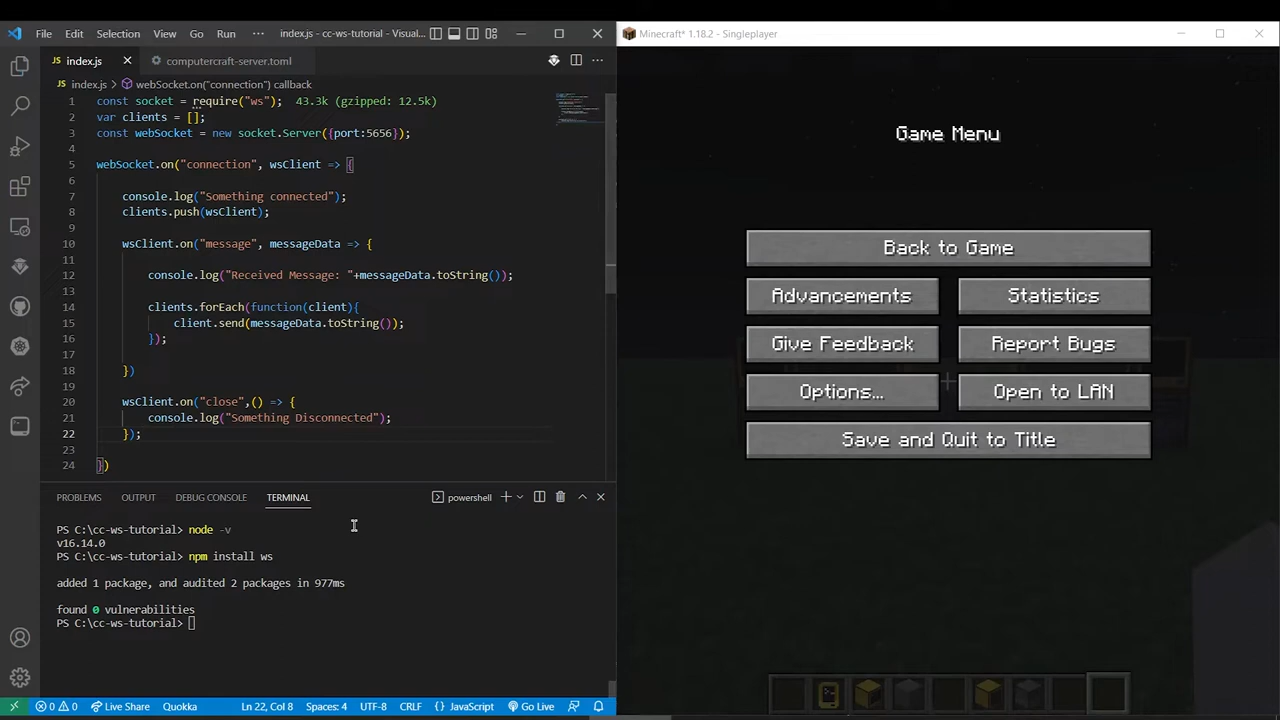 File Edit Selection View Go Run ··· index.js - cc-ws-tutorial - Visual...
index.js computercraft-server.toml
JS index.js > webSocket.on("connection") callback
1 const socket = require("ws"); 43.3k (gzipped: 12.5k)
2 var clients = [];
3 const webSocket = new socket.Server({port:5656});
4
5 webSocket.on("connection", wsClient => {
6
7 console.log("Something connected");
8 clients.push(wsClient);
9
10 wsClient.on("message", messageData => {
11
12 console.log("Received Message: "+messageData.toString());
13
14 clients.forEach(function(client){
15 client.send(messageData.toString());
16 });
17
18 })
19
20 wsClient.on("close",() => {
21 console.log("Something Disconnected");
22 });
23
24 })
PROBLEMS OUTPUT DEBUG CONSOLE TERMINAL powershell
PS C:\cc-ws-tutorial> node -v
v16.14.0
PS C:\cc-ws-tutorial> npm install ws
added 1 package, and audited 2 packages in 977ms
found 0 vulnerabilities
PS C:\cc-ws-tutorial>
0 0 Live Share Quokka Ln 22, Col 8 Spaces: 4 UTF-8 CRLF {} JavaScript Go Live
Minecraft* 1.18.2 - Singleplayer
Game Menu
Back to Game
Advancements Statistics
Give Feedback Report Bugs
Options... Open to LAN
Save and Quit to Title